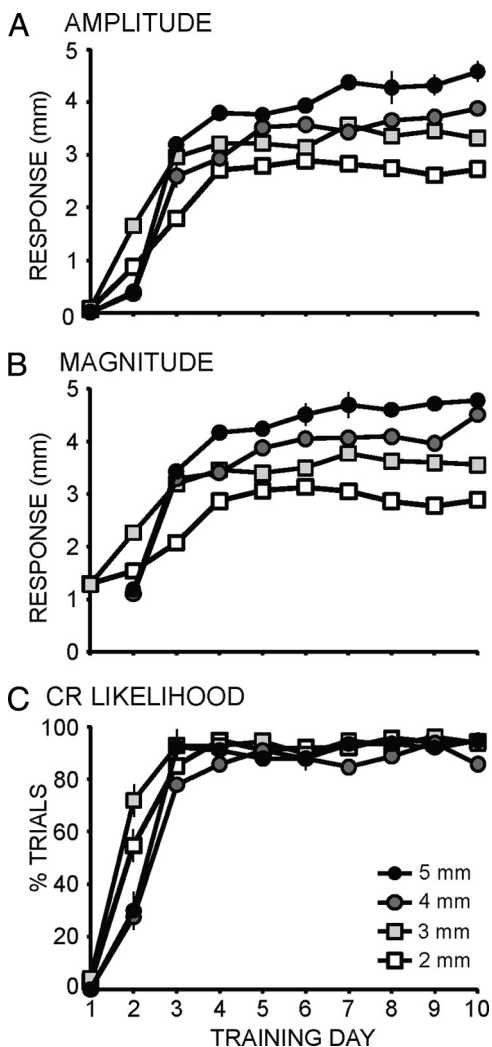 A AMPLITUDE
5
4
3
2
1
0
RESPONSE (mm)
B MAGNITUDE
5
4
3
2
1
0
RESPONSE (mm)
C CR LIKELIHOOD
100
80
60
40
20
0
% TRIALS
5 mm
4 mm
3 mm
2 mm
1 2 3 4 5 6 7 8 9 10
TRAINING DAY